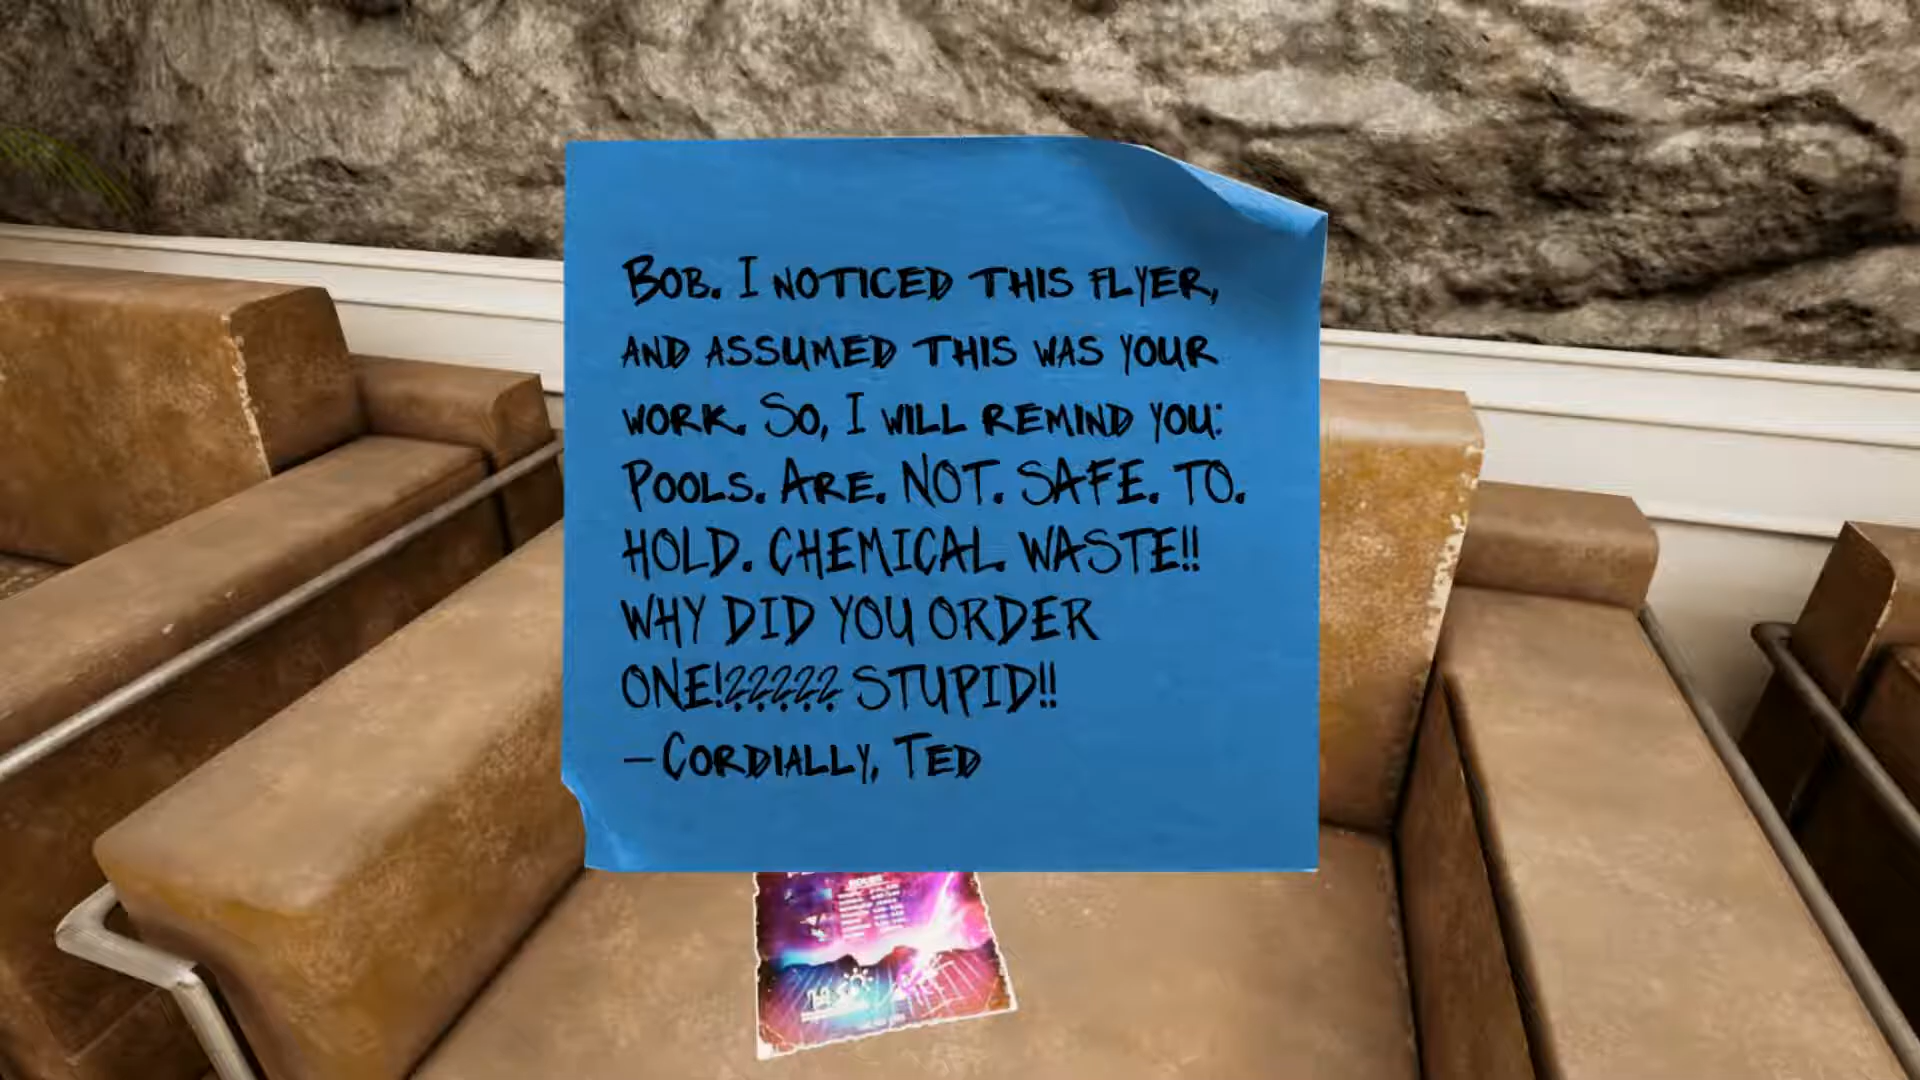 Bob. I noticed this flyer,
and assumed this was your
work. So, I will remind you:
Pools. Are. NOT. SAFE. TO.
HOLD. CHEMICAL WASTE!!
WHY DID YOU ORDER
ONE!????? STUPID!!
–Cordially, Ted